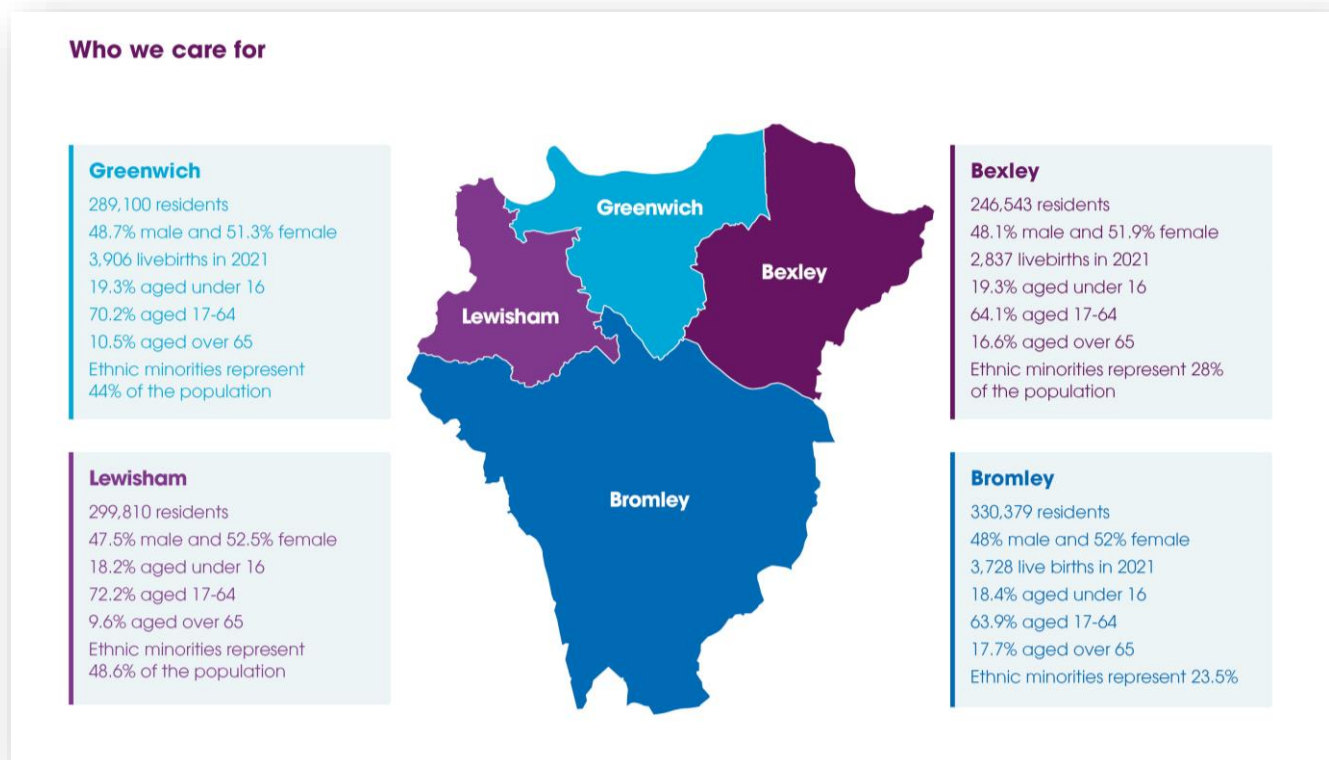 Who we care for
Greenwich
289,100 residents
48.7% male and 51.3% female
3,906 livebirths in 2021
19.3% aged under 16
70.2% aged 17-64
10.5% aged over 65
Ethnic minorities represent
44% of the population
Lewisham
299,810 residents
47.5% male and 52.5% female
18.2% aged under 16
72.2% aged 17-64
9.6% aged over 65
Ethnic minorities represent
48.6% of the population
Greenwich
Bexley
Lewisham
Bromley
Bexley
246,543 residents
48.1% male and 51.9% female
2,837 livebirths in 2021
19.3% aged under 16
64.1% aged 17-64
16.6% aged over 65
Ethnic minorities represent 28%
of the population
Bromley
330,379 residents
48% male and 52% female
3,728 live births in 2021
18.4% aged under 16
63.9% aged 17-64
17.7% aged over 65
Ethnic minorities represent 23.5%